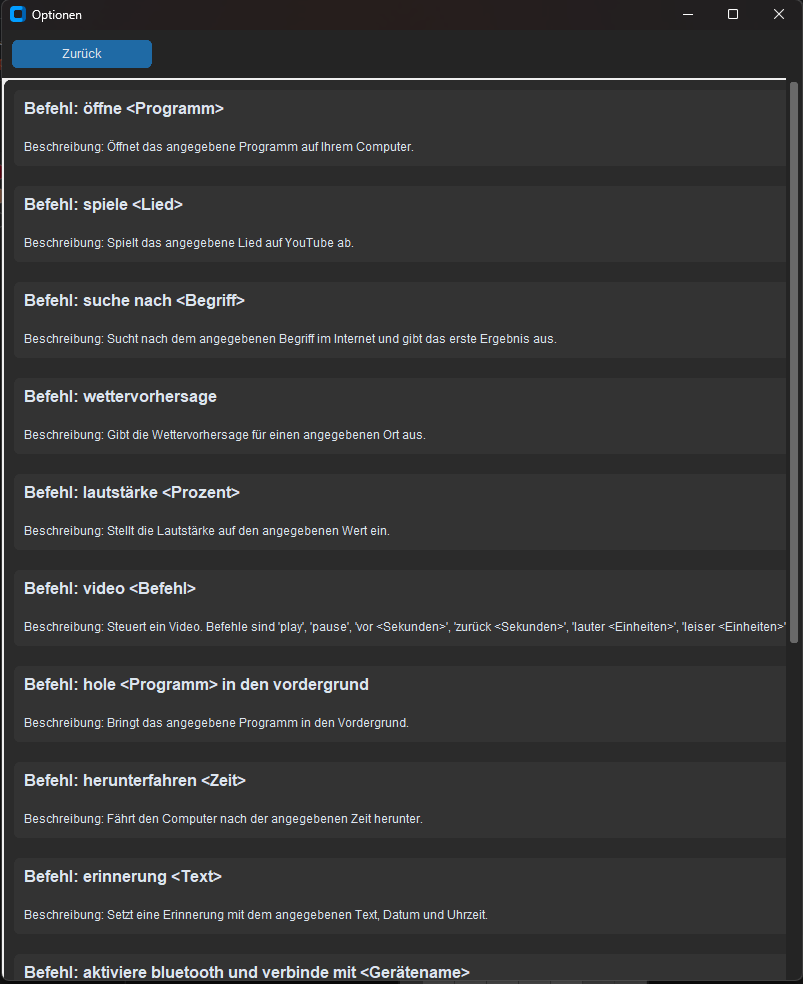 Optionen
Zurück
Befehl: öffne <Programm>
Beschreibung: Öffnet das angegebene Programm auf Ihrem Computer.
Befehl: spiele <Lied>
Beschreibung: Spielt das angegebene Lied auf YouTube ab.
Befehl: suche nach <Begriff>
Beschreibung: Sucht nach dem angegebenen Begriff im Internet und gibt das erste Ergebnis aus.
Befehl: wettervorhersage
Beschreibung: Gibt die Wettervorhersage für einen angegebenen Ort aus.
Befehl: lautstärke <Prozent>
Beschreibung: Stellt die Lautstärke auf den angegebenen Wert ein.
Befehl: video <Befehl>
Beschreibung: Steuert ein Video. Befehle sind 'play', 'pause', 'vor <Sekunden>', 'zurück <Sekunden>', 'lauter <Einheiten>', 'leiser <Einheiten>'
Befehl: hole <Programm> in den vordergrund
Beschreibung: Bringt das angegebene Programm in den Vordergrund.
Befehl: herunterfahren <Zeit>
Beschreibung: Fährt den Computer nach der angegebenen Zeit herunter.
Befehl: erinnerung <Text>
Beschreibung: Setzt eine Erinnerung mit dem angegebenen Text, Datum und Uhrzeit.
Befehl: aktiviere bluetooth und verbinde mit <Gerätename>